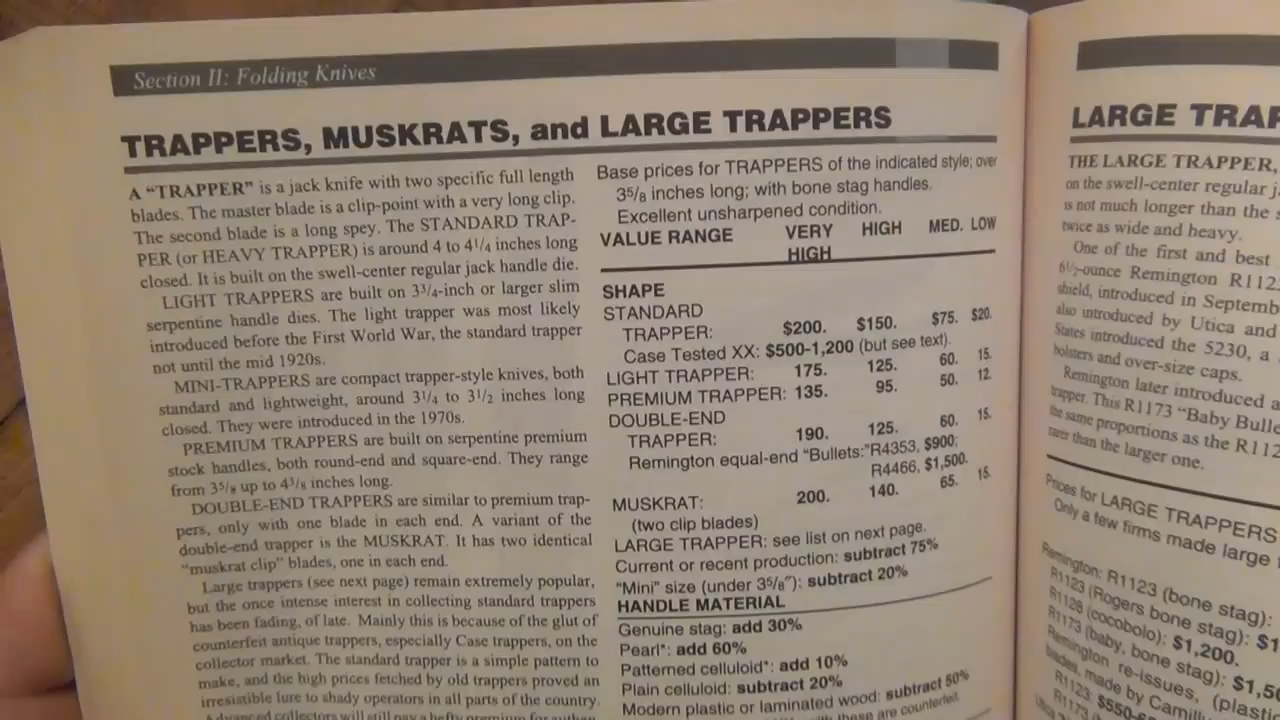 Section II: Folding Knives
TRAPPERS, MUSKRATS, and LARGE TRAPPERS
A “TRAPPER” is a jack knife with two specific full length
blades. The master blade is a clip-point with a very long clip.
The second blade is a long spey. The STANDARD TRAP-
PER (or HEAVY TRAPPER) is around 4 to 4¹/₄ inches long
closed. It is built on the swell-center regular jack handle die.
LIGHT TRAPPERS are built on 3³/₄-inch or larger slim
serpentine handle dies. The light trapper was most likely
introduced before the First World War, the standard trapper
not until the mid 1920s.
MINI-TRAPPERS are compact trapper-style knives, both
standard and lightweight, around 3¹/₄ to 3¹/₂ inches long
closed. They were introduced in the 1970s.
PREMIUM TRAPPERS are built on serpentine premium
stock handles, both round-end and square-end. They range
from 3⁵/₈ up to 4³/₈ inches long.
DOUBLE-END TRAPPERS are similar to premium trap-
pers, only with one blade in each end. A variant of the
double-end trapper is the MUSKRAT. It has two identical
“muskrat clip” blades, one in each end.
Large trappers (see next page) remain extremely popular,
but the once intense interest in collecting standard trappers
has been fading, of late. Mainly this is because of the glut of
counterfeit antique trappers, especially Case trappers, on the
collector market. The standard trapper is a simple pattern to
make, and the high prices fetched by old trappers proved an
irresistible lure to shady operators in all parts of the country.
Advanced collectors will still pay a hefty premium for
Base prices for TRAPPERS of the indicated style; over
3⁵/₈ inches long; with bone stag handles.
Excellent unsharpened condition.
VALUE RANGE VERY HIGH HIGH MED. LOW
SHAPE
STANDARD
TRAPPER: $200. $150. $75. $20.
Case Tested XX: $500-1,200 (but see text).
LIGHT TRAPPER: 175. 125. 60. 15.
PREMIUM TRAPPER: 135. 95. 50. 12.
DOUBLE-END
TRAPPER: 190. 125. 60. 15.
Remington equal-end “Bullets:”R4353, $900;
R4466, $1,500.
MUSKRAT: 200. 140. 65. 15.
(two clip blades)
LARGE TRAPPER: see list on next page.
Current or recent production: subtract 75%
“Mini” size (under 3⁵/₈″): subtract 20%
HANDLE MATERIAL
Genuine stag: add 30%
Pearl*: add 60%
Patterned celluloid*: add 10%
Plain celluloid: subtract 20%
Modern plastic or laminated wood: subtract 50%
these are counterfeit.
LARGE
THE LARGE TRAPPER,
on the swell-center regular
is not much longer than the
twice as wide and heavy.
One of the first and best
6¹/₂-ounce Remington
shield, introduced in
also introduced by Utica and
States introduced the 5230, a
bolsters and over-size caps.
Remington later introduced a
trapper. This R1173 “Baby
the same proportions as the
rarer than the larger one.
Prices for LARGE TRAPPERS
Only a few firms made large
Remington: R1123 (bone stag):
R1123 (Rogers bone stag):
R1128 (cocobolo): $1,200.
R1173 (baby, bone stag):
Remington re-issues,
blades, made by
R1123:
R1173